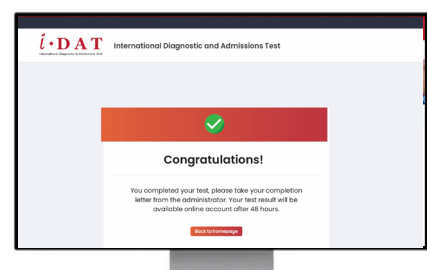 i·DAT
International Diagnostic & Admissions Test
International Diagnostic and Admissions Test
Congratulations!
You completed your test, please take your completion
letter from the administrator. Your test result will be
available online account after 48 hours.
Back to homepage